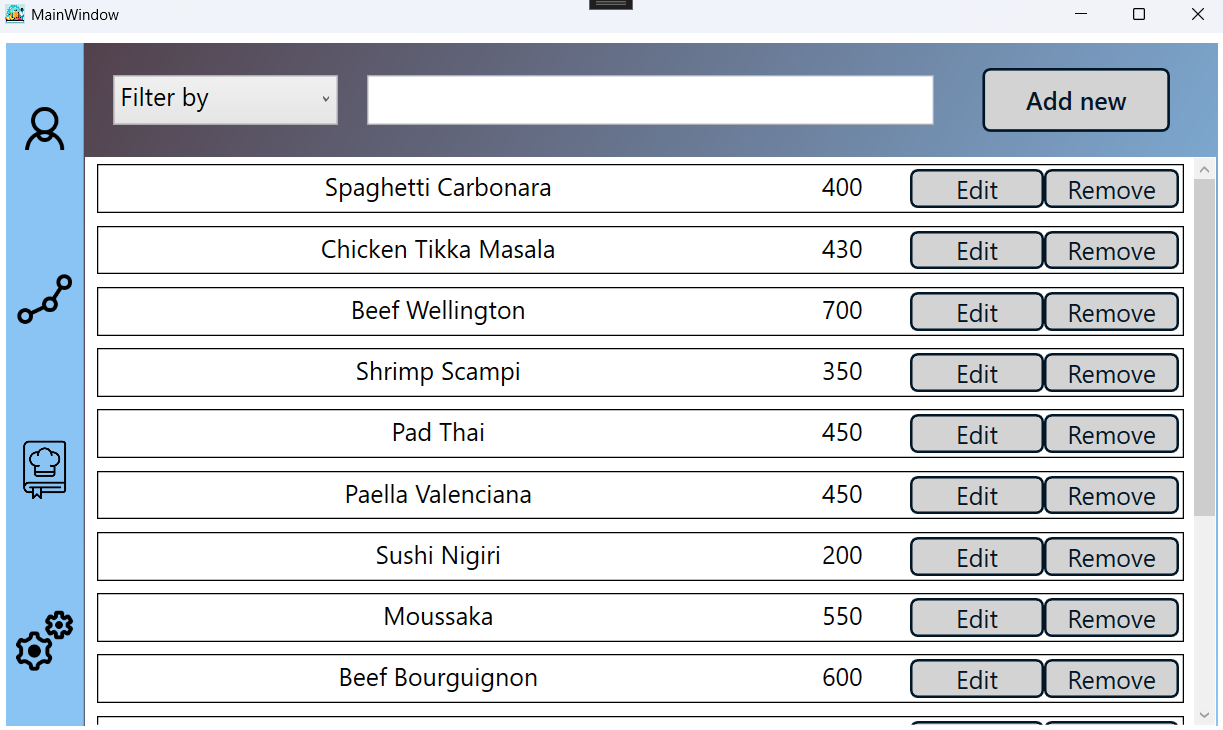 MainWindow
Filter by
Add new
Spaghetti Carbonara 400 Edit Remove
Chicken Tikka Masala 430 Edit Remove
Beef Wellington 700 Edit Remove
Shrimp Scampi 350 Edit Remove
Pad Thai 450 Edit Remove
Paella Valenciana 450 Edit Remove
Sushi Nigiri 200 Edit Remove
Moussaka 550 Edit Remove
Beef Bourguignon 600 Edit Remove